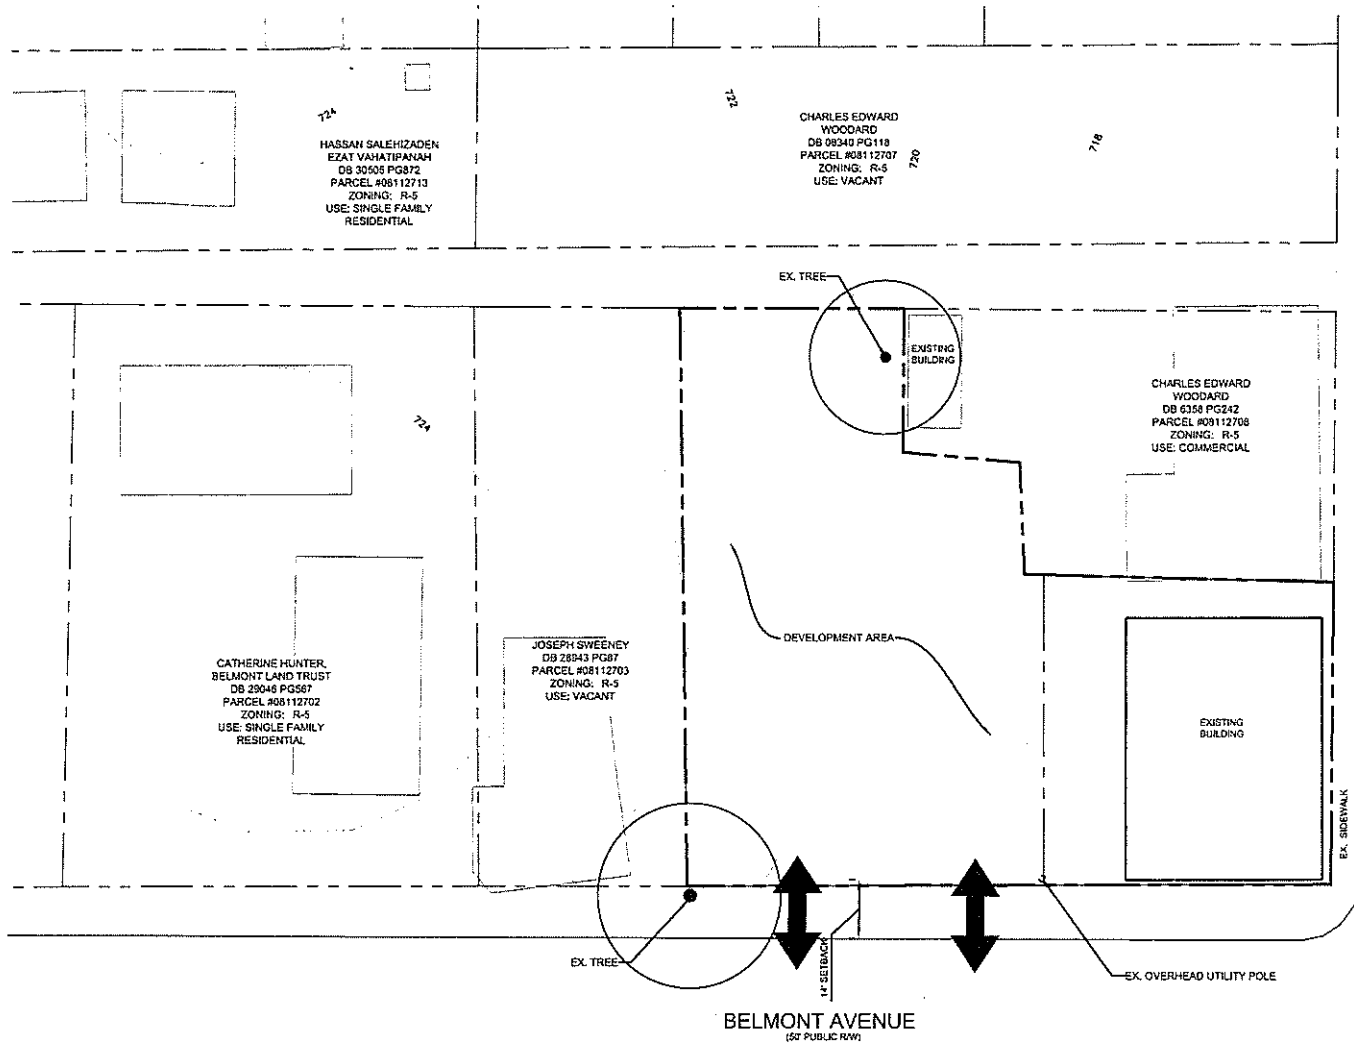 724
HASSAN SALEHIZADEN
EZAT VAHATIPANAH
DB 30505 PG872
PARCEL #08112713
ZONING: R-5
USE: SINGLE FAMILY
RESIDENTIAL
722
CHARLES EDWARD
WOODARD
DB 08340 PG118
PARCEL #08112707
ZONING: R-5
USE: VACANT
720
718
EX. TREE
EXISTING
BUILDING
CHARLES EDWARD
WOODARD
DB 6358 PG242
PARCEL #08112708
ZONING: R-5
USE: COMMERCIAL
724
DEVELOPMENT AREA
JOSEPH SWEENEY
DB 28943 PG87
PARCEL #08112703
ZONING: R-5
USE: VACANT
CATHERINE HUNTER,
BELMONT LAND TRUST
DB 29046 PG567
PARCEL #08112702
ZONING: R-5
USE: SINGLE FAMILY
RESIDENTIAL
EXISTING
BUILDING
EX. SIDEWALK
EX. TREE
14' SETBACK
EX. OVERHEAD UTILITY POLE
BELMONT AVENUE
(50' PUBLIC R/W)